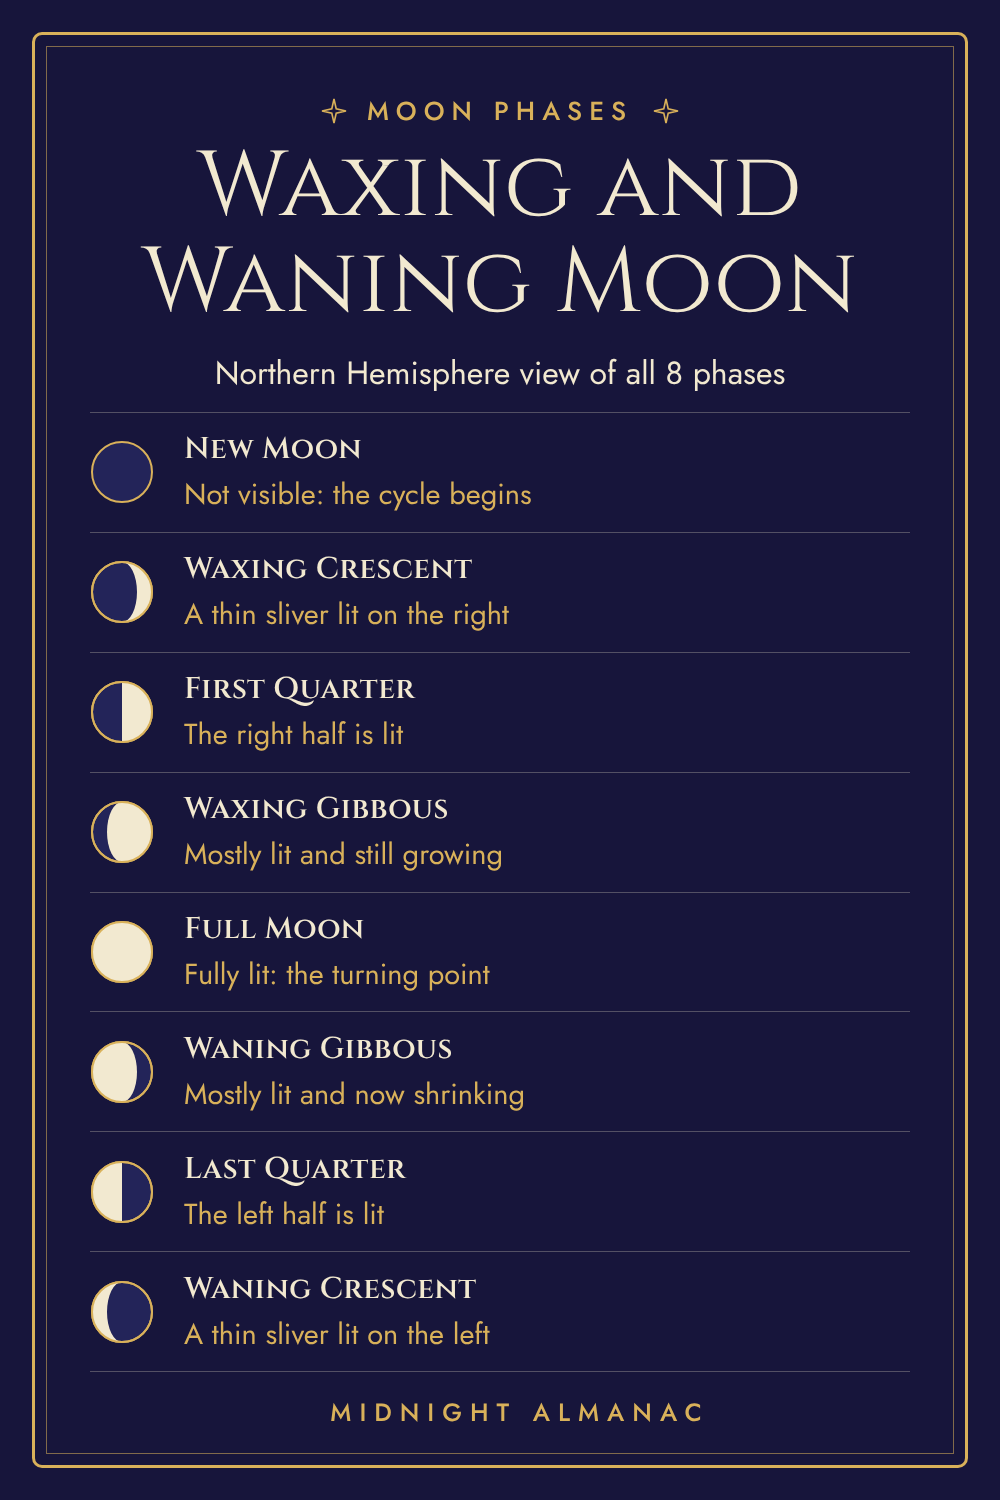 MOON PHASES
Waxing and
Waning Moon
Northern Hemisphere view of all 8 phases
New Moon
Not visible: the cycle begins
Waxing Crescent
A thin sliver lit on the right
First Quarter
The right half is lit
Waxing Gibbous
Mostly lit and still growing
Full Moon
Fully lit: the turning point
Waning Gibbous
Mostly lit and now shrinking
Last Quarter
The left half is lit
Waning Crescent
A thin sliver lit on the left
MIDNIGHT ALMANAC